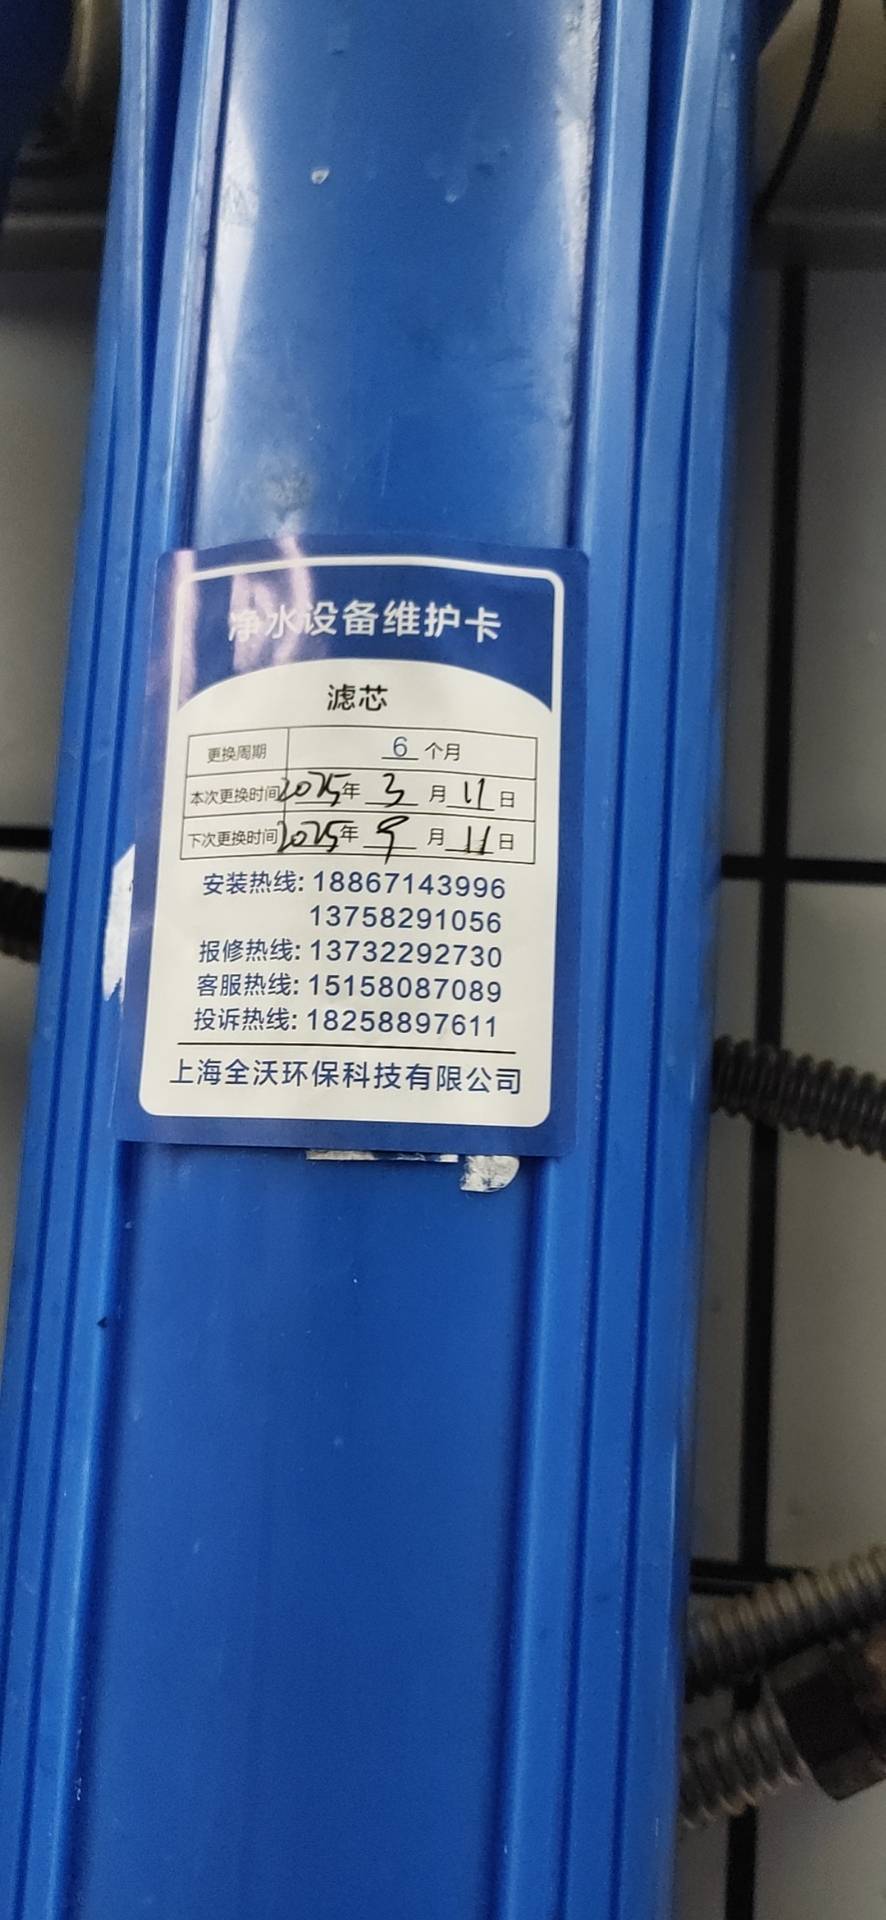 净水设备维护卡
滤芯
更换周期 6 个月
本次更换时间 2025年 3 月 11 日
下次更换时间 2025年 9 月 11 日
安装热线: 18867143996
13758291056
报修热线: 13732292730
客服热线: 15158087089
投诉热线: 18258897611
上海全沃环保科技有限公司